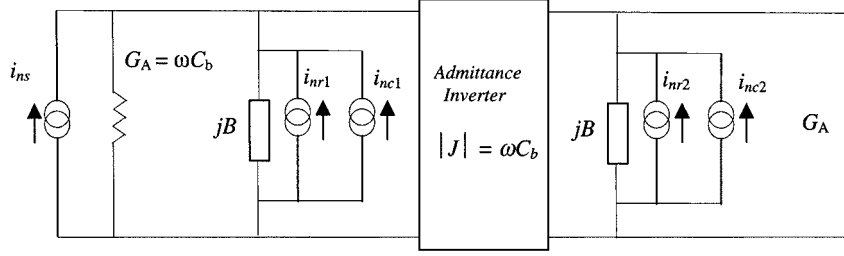 i_ns
G_A = ωC_b
jB
i_nr1
i_nc1
Admittance
Inverter
|J| = ωC_b
jB
i_nr2
i_nc2
G_A